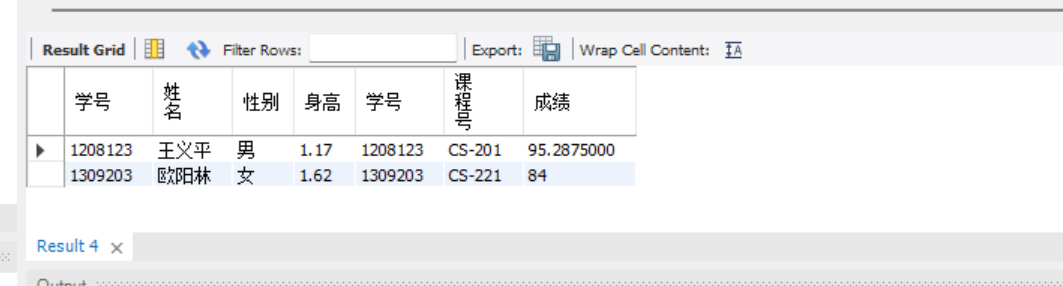 Result Grid Filter Rows: Export: Wrap Cell Content:
学号 姓名 性别 身高 学号 课程号 成绩
1208123 王义平 男 1.17 1208123 CS-201 95.2875000
1309203 欧阳林 女 1.62 1309203 CS-221 84
Result 4
Output